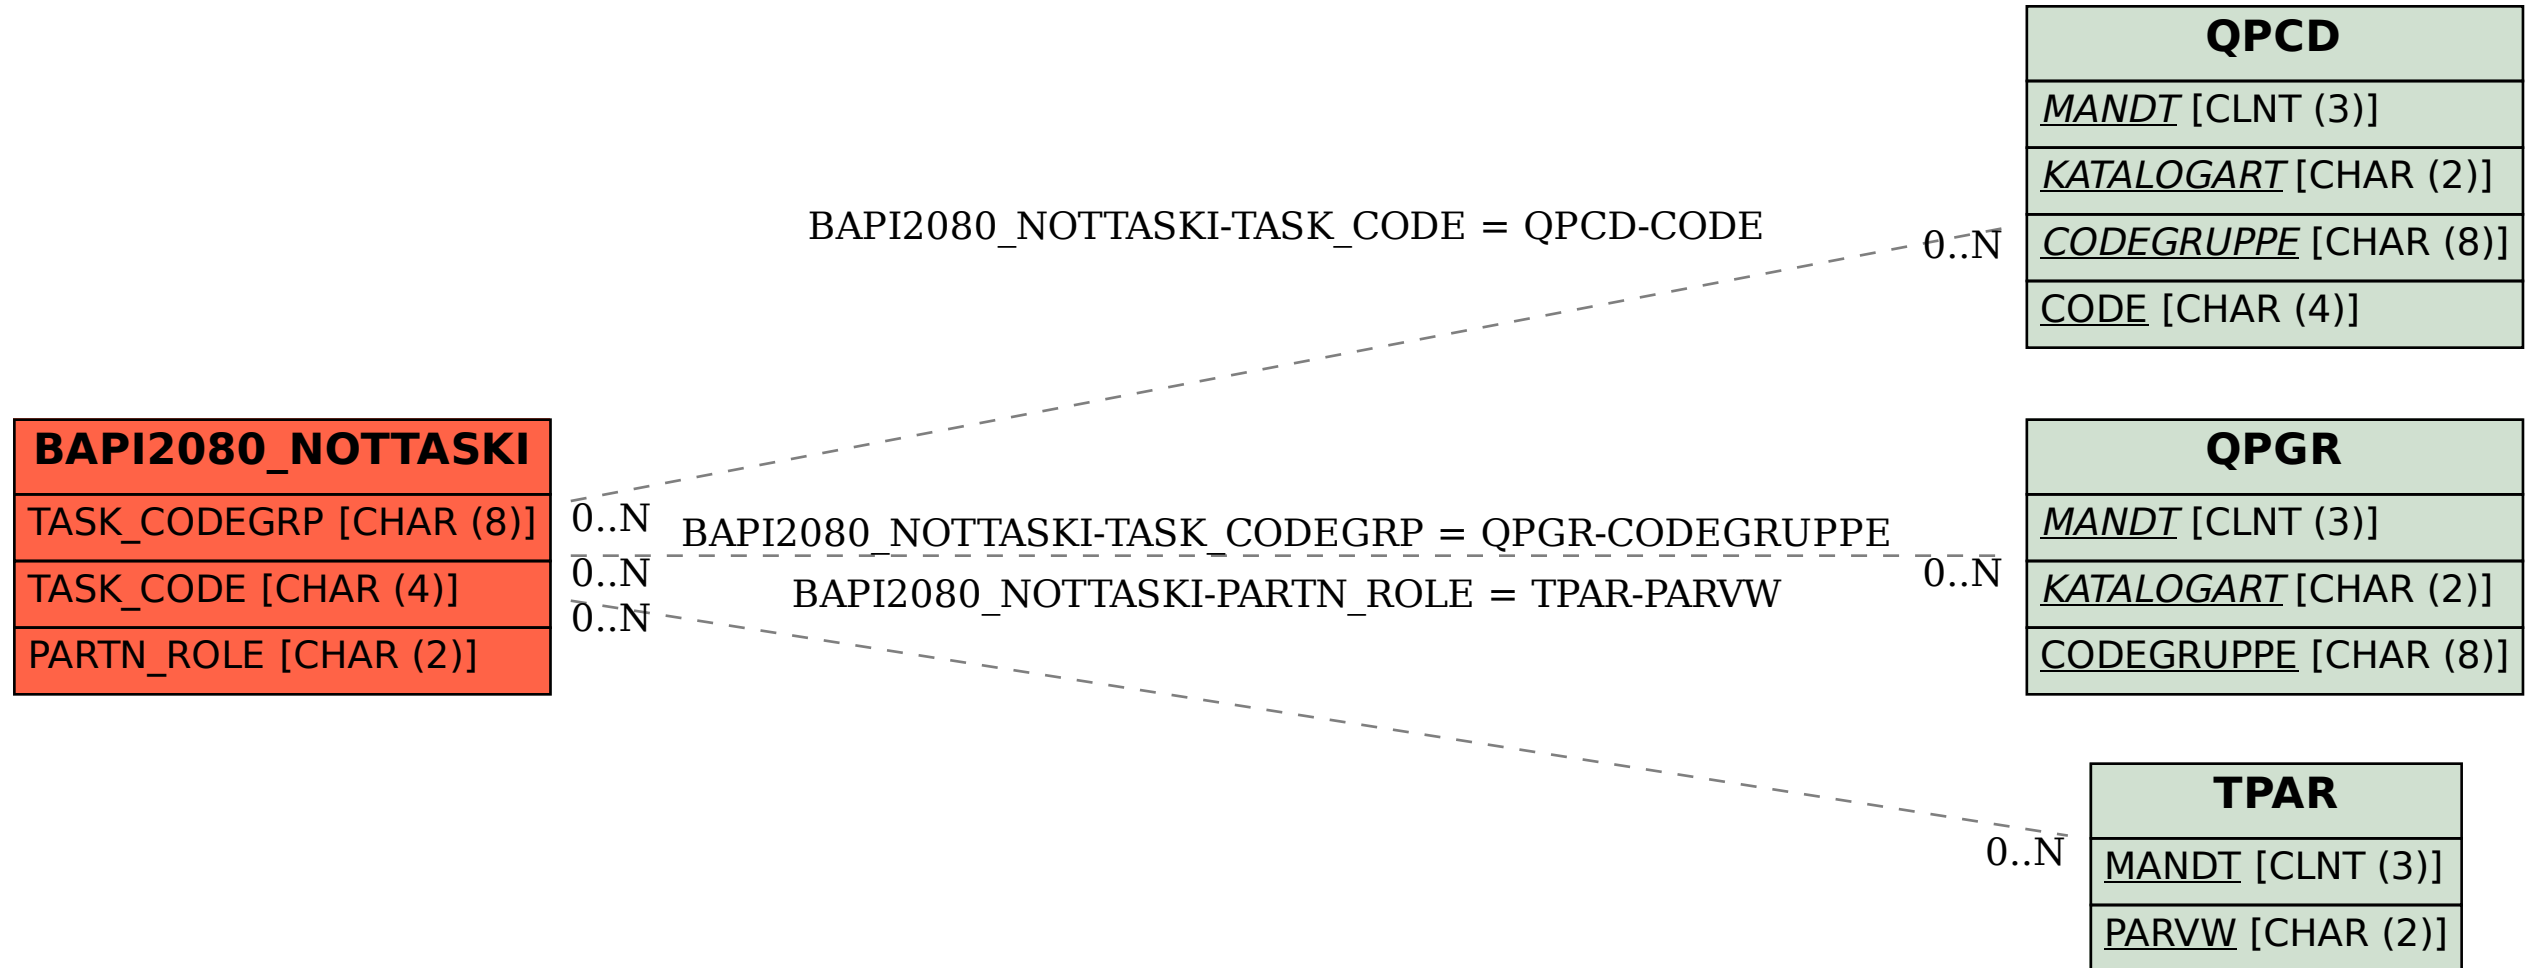 QPCD
MANDT [CLNT (3)]
KATALOGART [CHAR (2)]
CODEGRUPPE [CHAR (8)]
CODE [CHAR (4)]
BAPI2080_NOTTASKI-TASK_CODE = QPCD-CODE
0..N
BAPI2080_NOTTASKI
TASK_CODEGRP [CHAR (8)]
TASK_CODE [CHAR (4)]
PARTN_ROLE [CHAR (2)]
0..N
0..N
0..N
BAPI2080_NOTTASKI-TASK_CODEGRP = QPGR-CODEGRUPPE
0..N
BAPI2080_NOTTASKI-PARTN_ROLE = TPAR-PARVW
0..N
QPGR
MANDT [CLNT (3)]
KATALOGART [CHAR (2)]
CODEGRUPPE [CHAR (8)]
TPAR
MANDT [CLNT (3)]
PARVW [CHAR (2)]